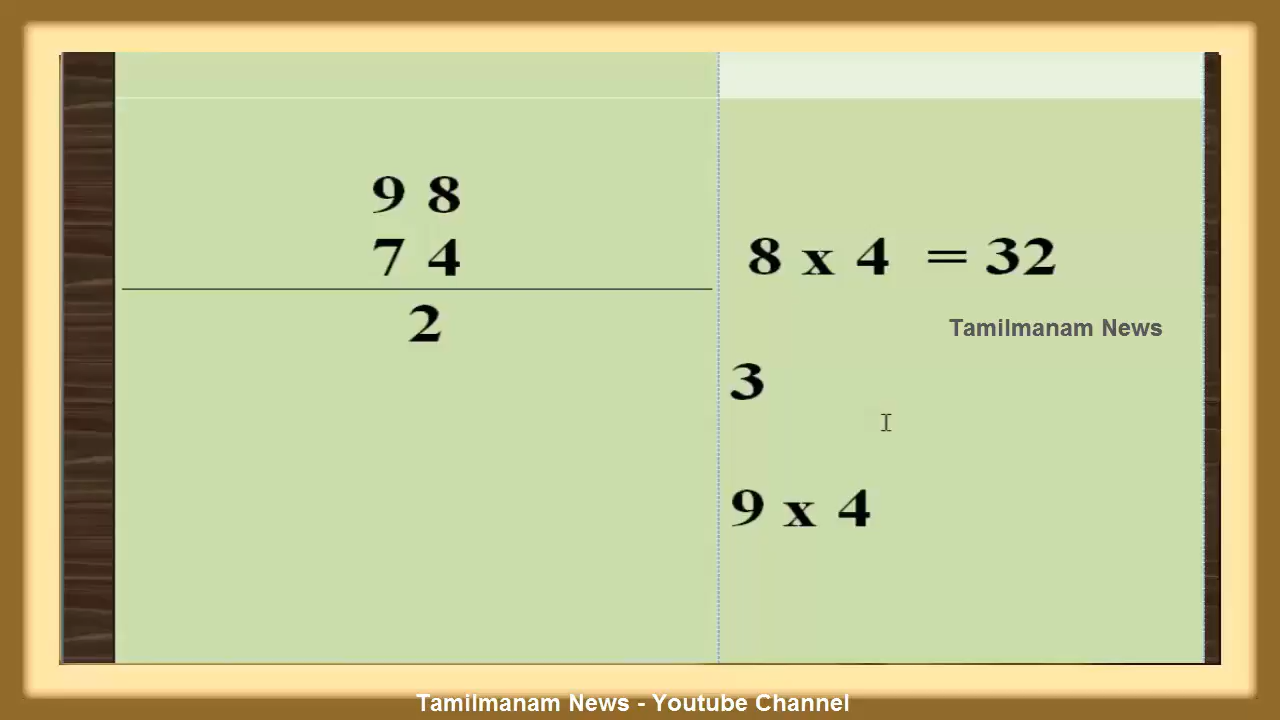 9 8
7 4
2
8 x 4 = 32
Tamilmanam News
3
9 x 4
Tamilmanam News - Youtube Channel